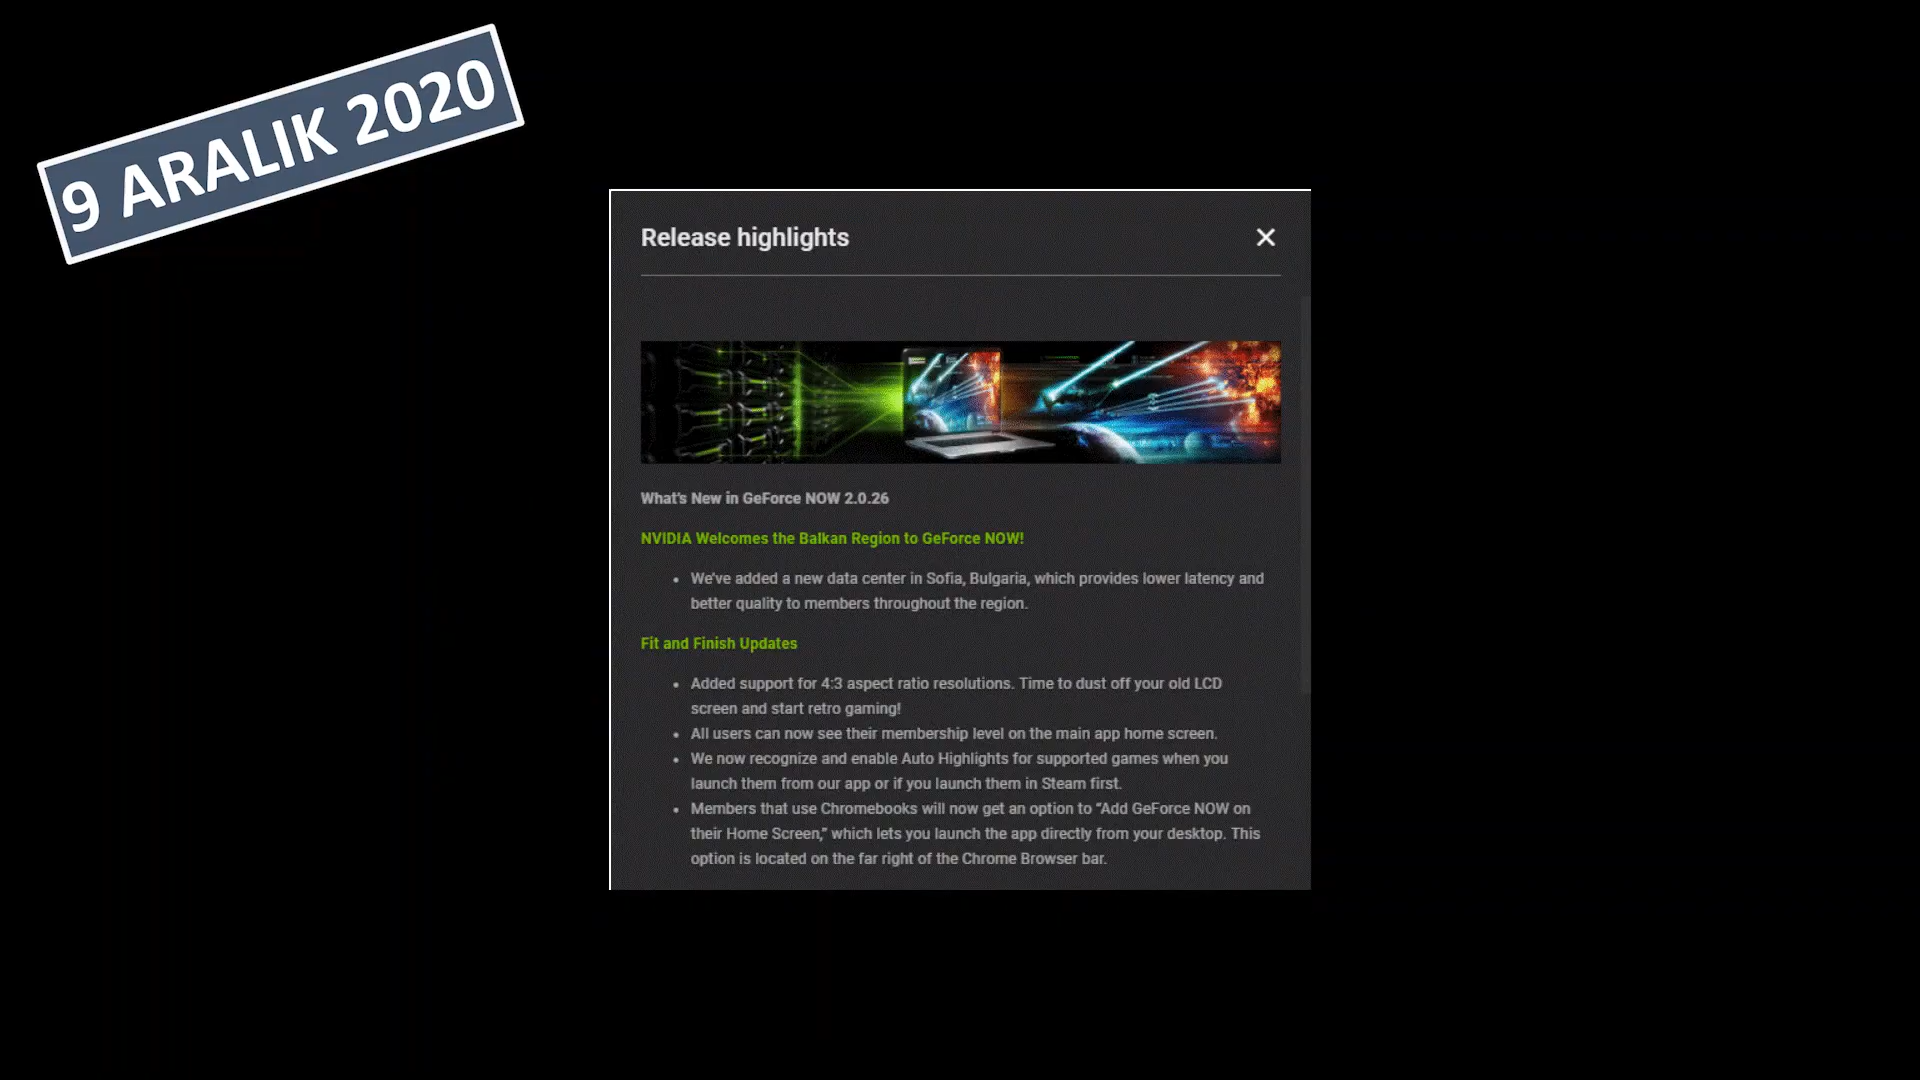 9 ARALIK 2020
Release highlights
What's New in GeForce NOW 2.0.26
NVIDIA Welcomes the Balkan Region to GeForce NOW!
• We've added a new data center in Sofia, Bulgaria, which provides lower latency and
better quality to members throughout the region.
Fit and Finish Updates
• Added support for 4:3 aspect ratio resolutions. Time to dust off your old LCD
screen and start retro gaming!
• All users can now see their membership level on the main app home screen.
• We now recognize and enable Auto Highlights for supported games when you
launch them from our app or if you launch them in Steam first.
• Members that use Chromebooks will now get an option to “Add GeForce NOW on
their Home Screen,” which lets you launch the app directly from your desktop. This
option is located on the far right of the Chrome Browser bar.